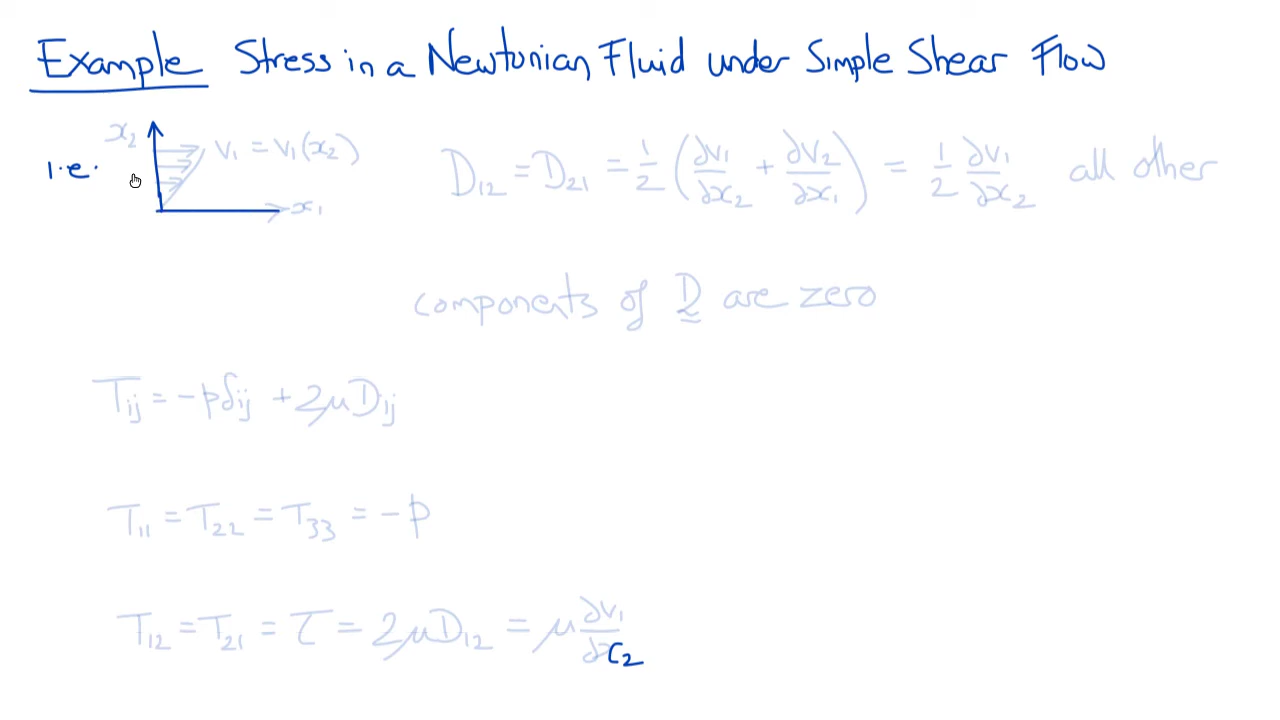 Example Stress in a Newtonian Fluid under Simple Shear Flow
i.e. x₂ V₁ = V₁(x₂) x₁ D₁₂ = D₂₁ = 1/2 (∂V₁/∂x₂ + ∂V₂/∂x₁) = 1/2 ∂V₁/∂x₂ all other
components of D are zero
Tᵢⱼ = -pδᵢⱼ + 2μDᵢⱼ
T₁₁ = T₂₂ = T₃₃ = -p
T₁₂ = T₂₁ = τ = 2μD₁₂ = μ ∂V₁/∂x₂